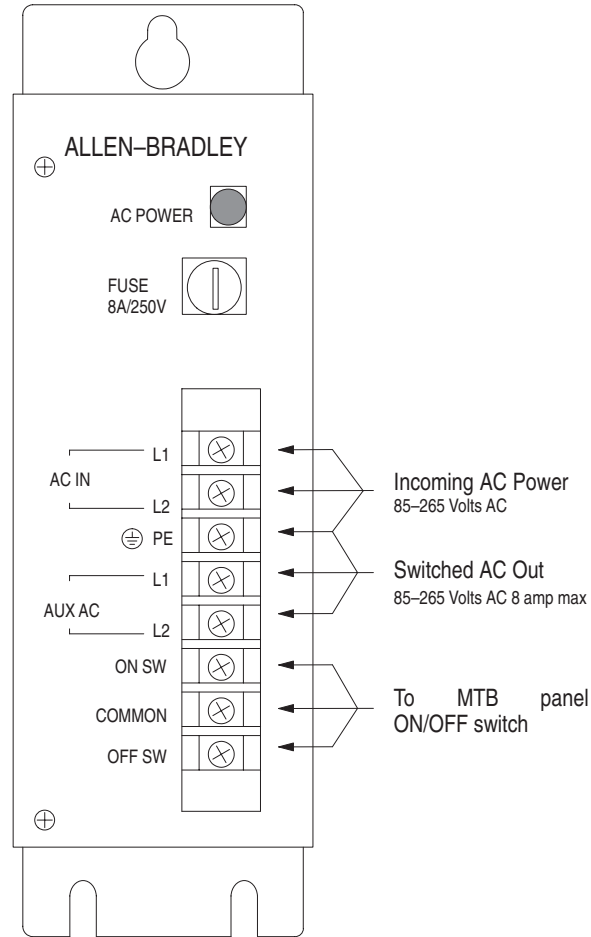 ALLEN–BRADLEY
AC POWER
FUSE
8A/250V
L1
AC IN
L2
PE
L1
AUX AC
L2
ON SW
COMMON
OFF SW
Incoming AC Power
85–265 Volts AC
Switched AC Out
85–265 Volts AC 8 amp max
To MTB panel
ON/OFF switch